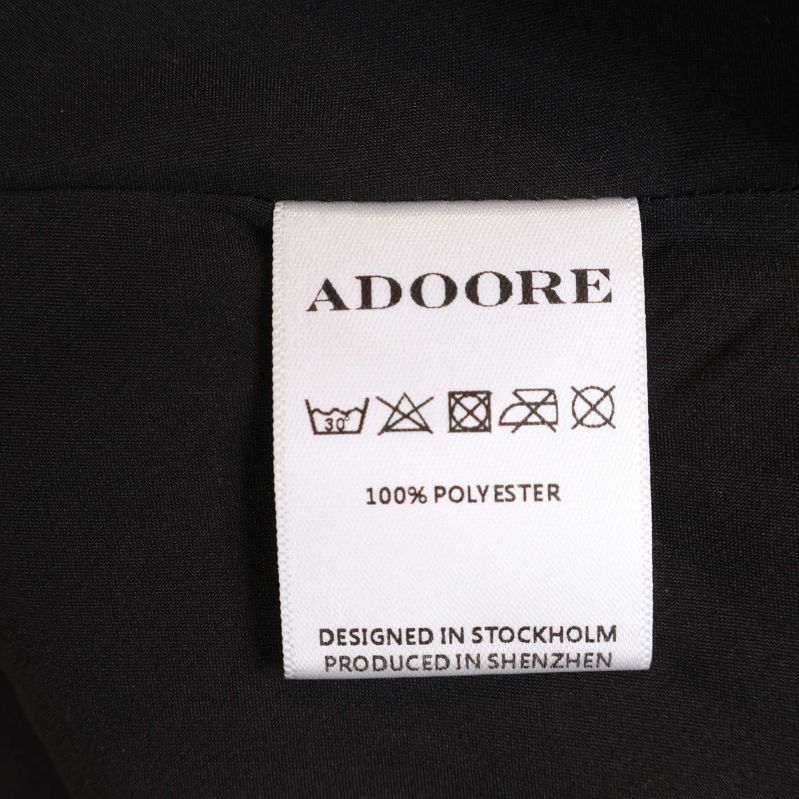 ADOORE
30°
100% POLYESTER
DESIGNED IN STOCKHOLM
PRODUCED IN SHENZHEN